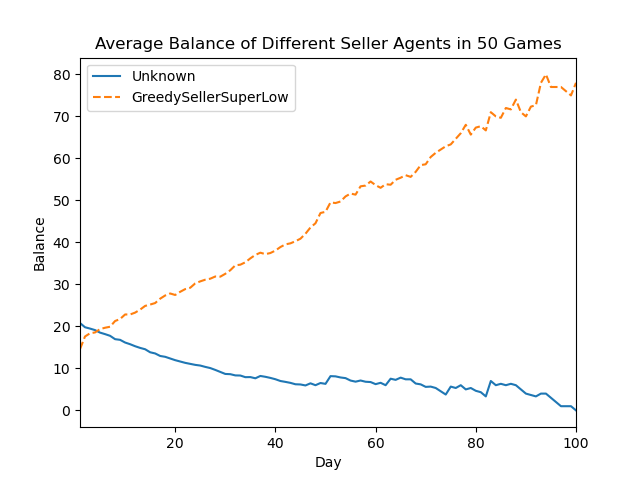 Average Balance of Different Seller Agents in 50 Games
Unknown
GreedySellerSuperLow
Balance
80
70
60
50
40
30
20
10
0
20 40 60 80 100
Day